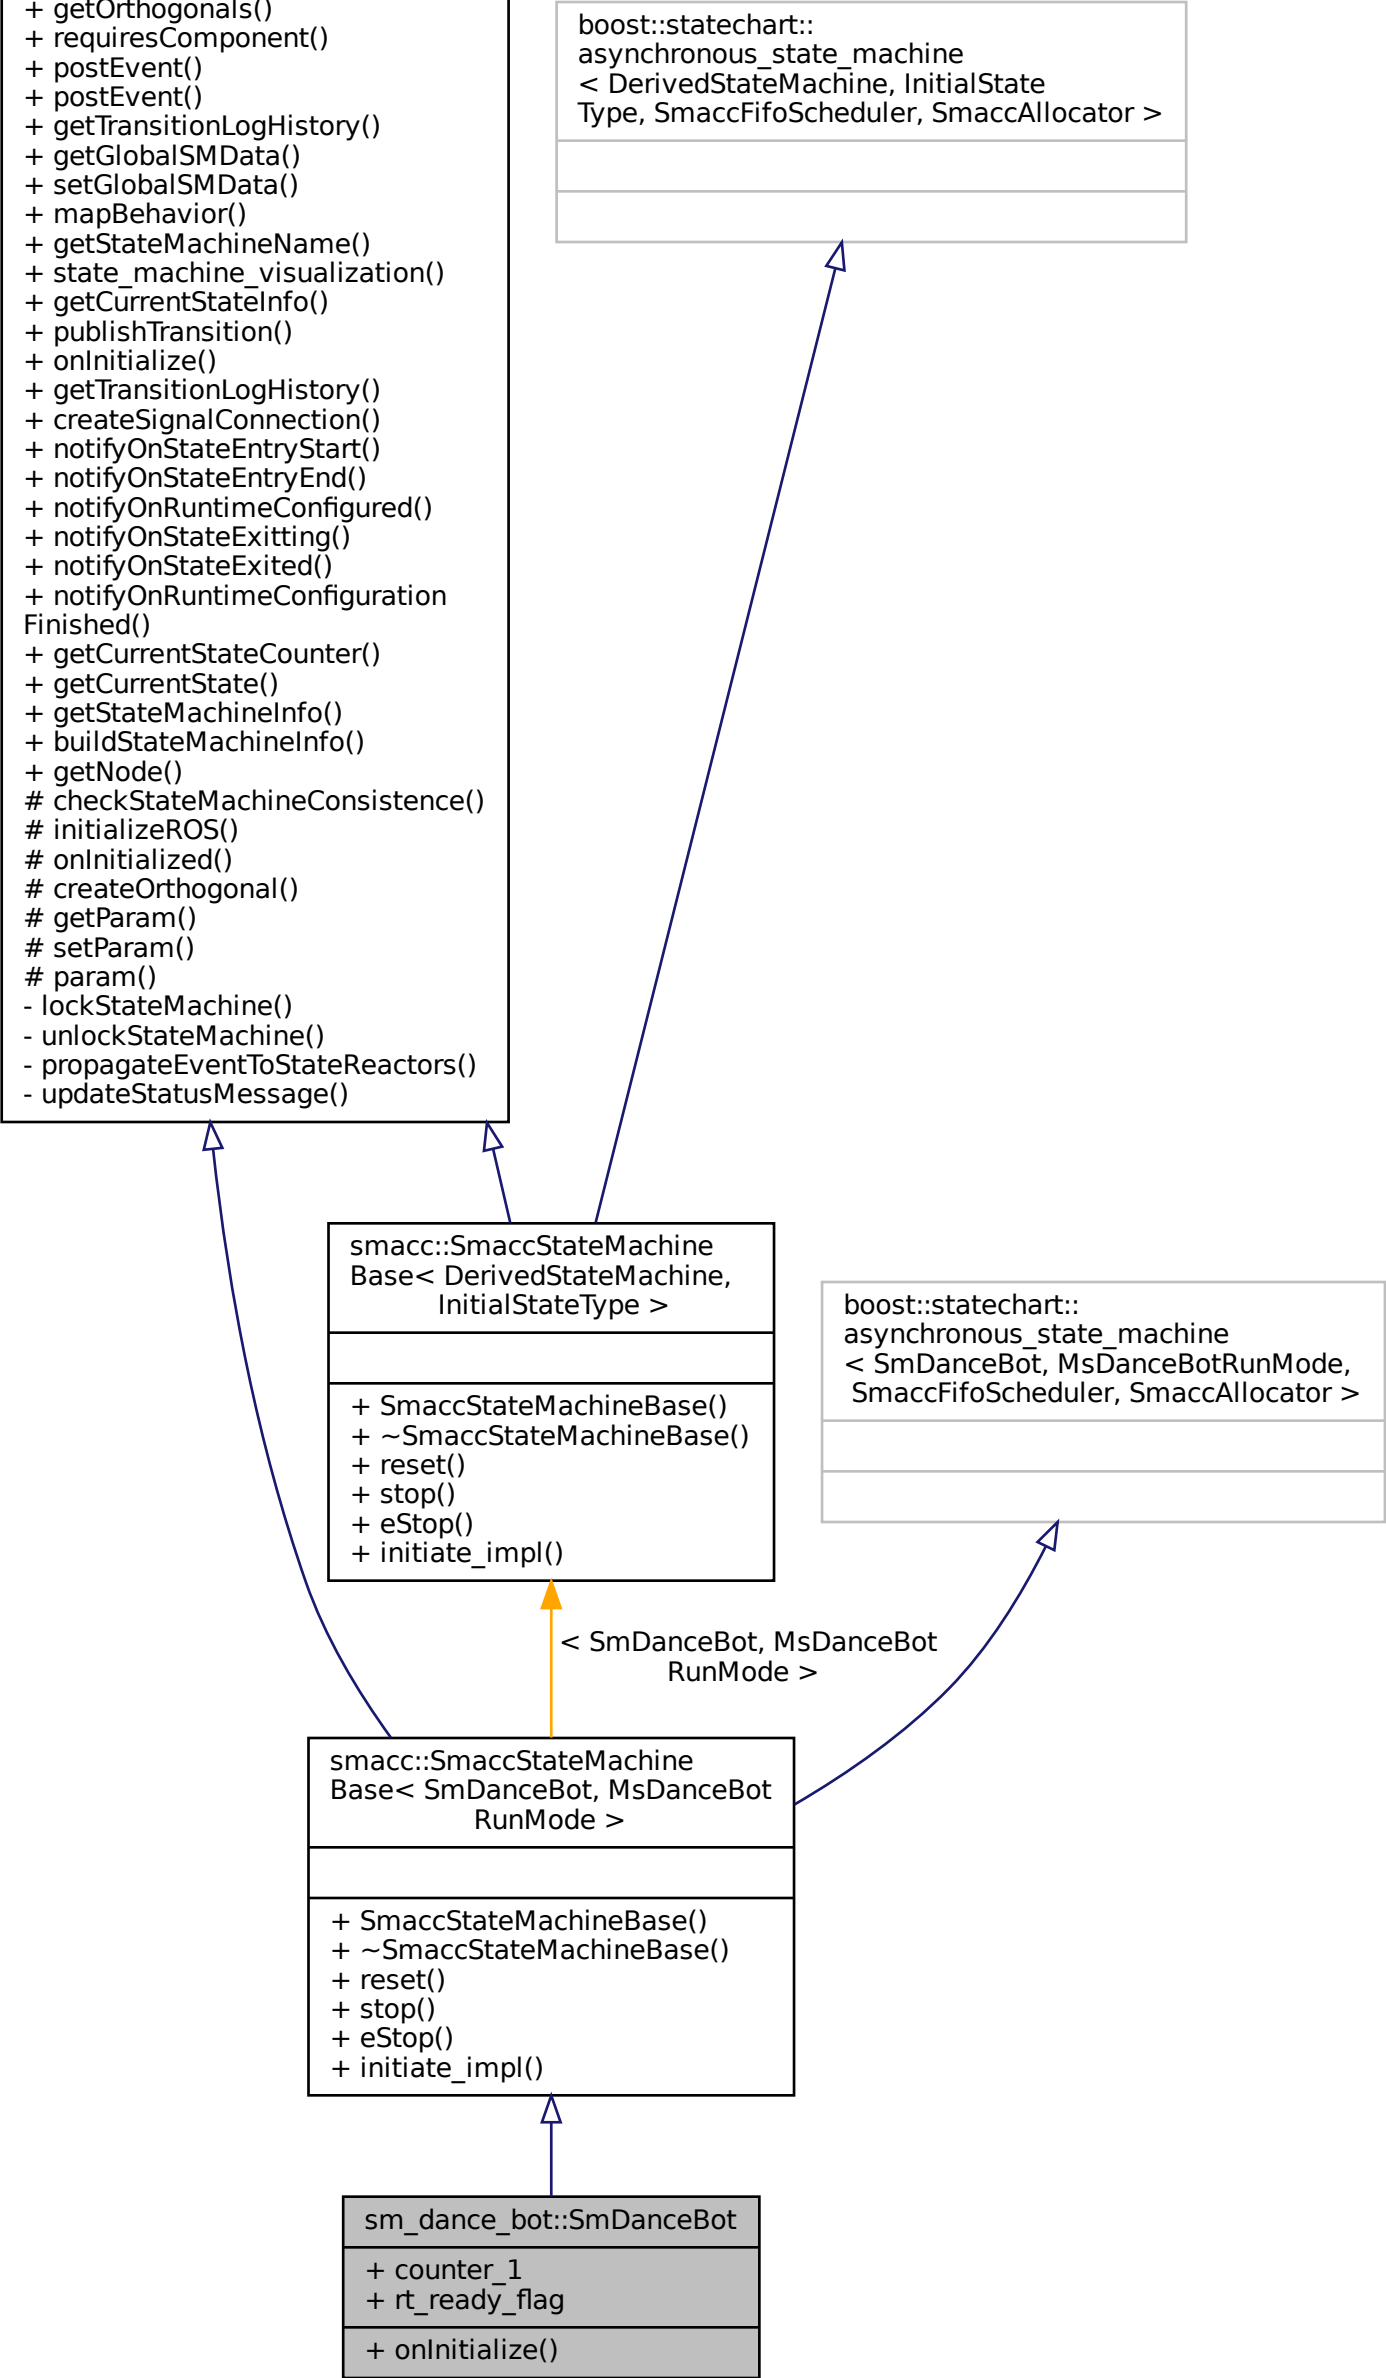 + getOrthogonals()
+ requiresComponent()
+ postEvent()
+ postEvent()
+ getTransitionLogHistory()
+ getGlobalSMData()
+ setGlobalSMData()
+ mapBehavior()
+ getStateMachineName()
+ state_machine_visualization()
+ getCurrentStateInfo()
+ publishTransition()
+ onInitialize()
+ getTransitionLogHistory()
+ createSignalConnection()
+ notifyOnStateEntryStart()
+ notifyOnStateEntryEnd()
+ notifyOnRuntimeConfigured()
+ notifyOnStateExitting()
+ notifyOnStateExited()
+ notifyOnRuntimeConfiguration
Finished()
+ getCurrentStateCounter()
+ getCurrentState()
+ getStateMachineInfo()
+ buildStateMachineInfo()
+ getNode()
# checkStateMachineConsistence()
# initializeROS()
# onInitialized()
# createOrthogonal()
# getParam()
# setParam()
# param()
- lockStateMachine()
- unlockStateMachine()
- propagateEventToStateReactors()
- updateStatusMessage()
boost::statechart::
asynchronous_state_machine
< DerivedStateMachine, InitialState
Type, SmaccFifoScheduler, SmaccAllocator >
smacc::SmaccStateMachine
Base< DerivedStateMachine,
InitialStateType >
+ SmaccStateMachineBase()
+ ~SmaccStateMachineBase()
+ reset()
+ stop()
+ eStop()
+ initiate_impl()
boost::statechart::
asynchronous_state_machine
< SmDanceBot, MsDanceBotRunMode,
SmaccFifoScheduler, SmaccAllocator >
< SmDanceBot, MsDanceBot
RunMode >
smacc::SmaccStateMachine
Base< SmDanceBot, MsDanceBot
RunMode >
+ SmaccStateMachineBase()
+ ~SmaccStateMachineBase()
+ reset()
+ stop()
+ eStop()
+ initiate_impl()
sm_dance_bot::SmDanceBot
+ counter_1
+ rt_ready_flag
+ onInitialize()